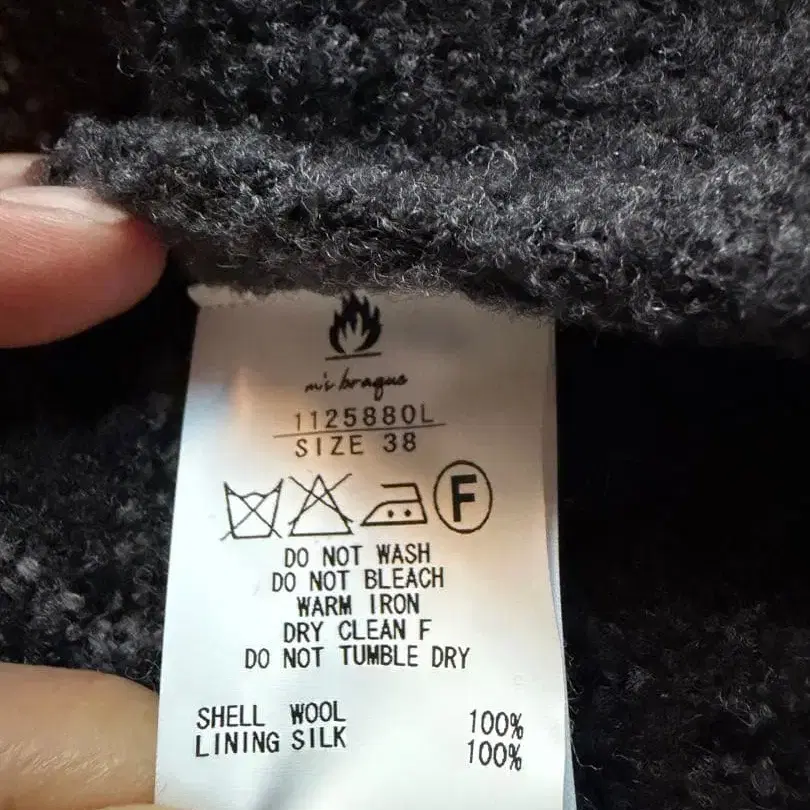 m's braque
1125880L
SIZE 38
F
DO NOT WASH
DO NOT BLEACH
WARM IRON
DRY CLEAN F
DO NOT TUMBLE DRY
SHELL WOOL 100%
LINING SILK 100%